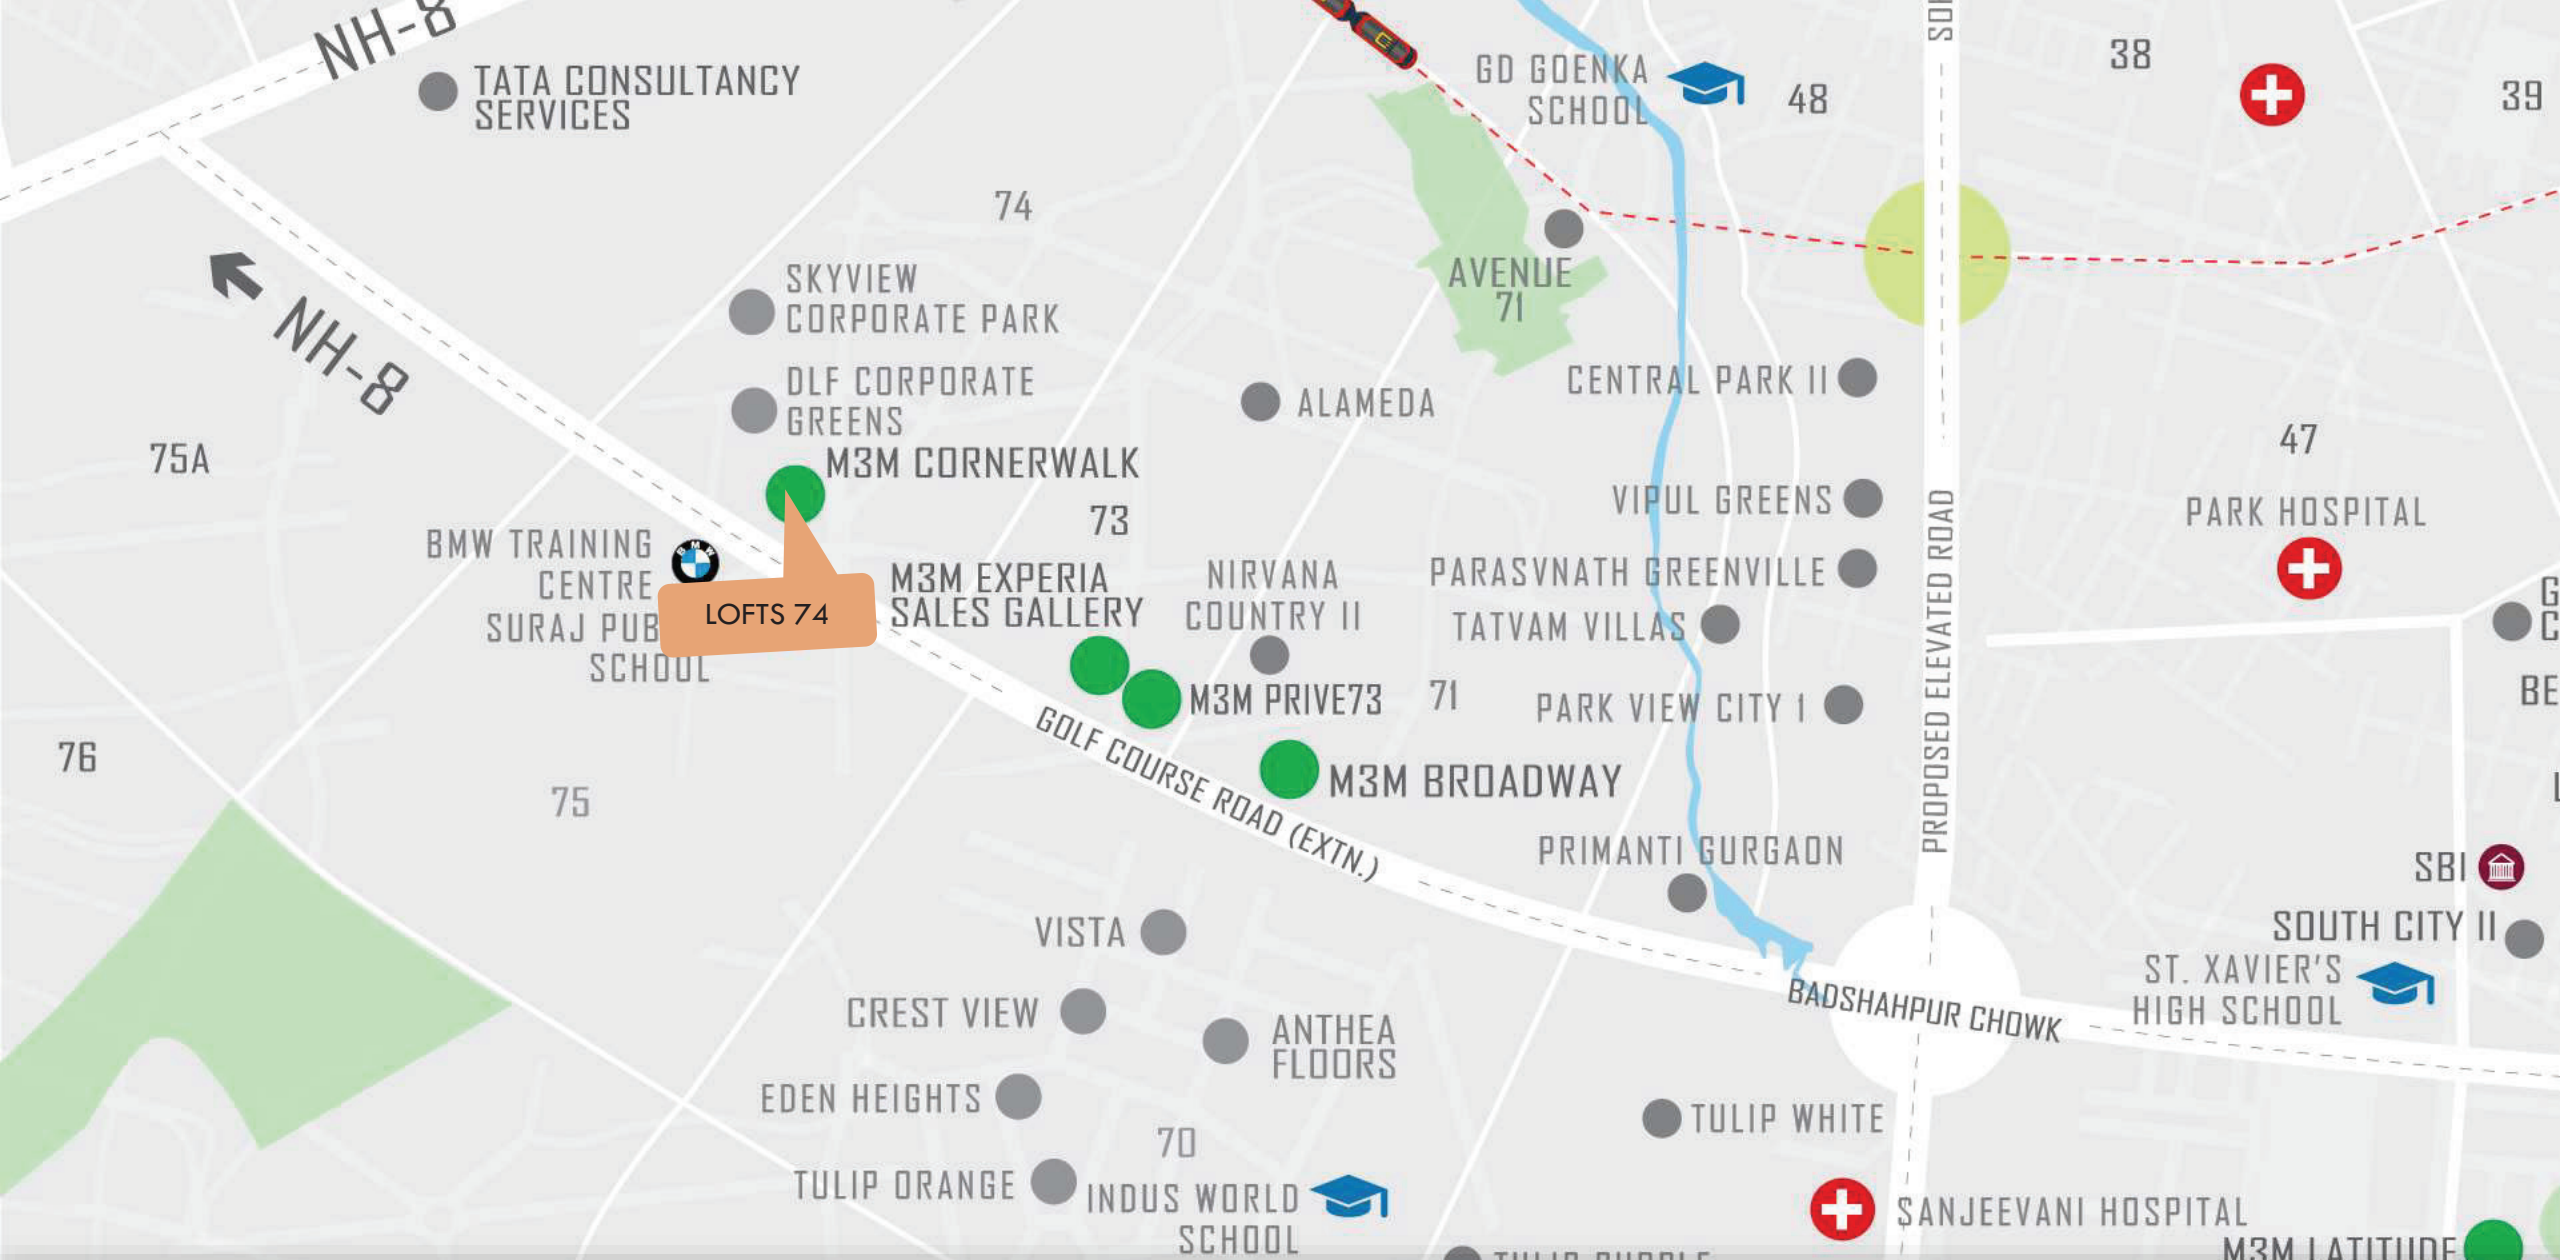 NH-8
TATA CONSULTANCY
SERVICES
GD GOENKA
SCHOOL
48
38
39
74
NH-8
SKYVIEW
CORPORATE PARK
AVENUE
71
DLF CORPORATE
GREENS
ALAMEDA
CENTRAL PARK II
75A
M3M CORNERWALK
47
73
VIPUL GREENS
PARK HOSPITAL
BMW TRAINING
CENTRE
BMW
M3M EXPERIA
SALES GALLERY
NIRVANA
COUNTRY II
PARASVNATH GREENVILLE
TATVAM VILLAS
LOFTS 74
SURAJ PUB
SCHOOL
M3M PRIVE73
71
PARK VIEW CITY 1
PROPOSED ELEVATED ROAD
76
75
GOLF COURSE ROAD (EXTN.)
M3M BROADWAY
PRIMANTI GURGAON
SBI
VISTA
SOUTH CITY II
ST. XAVIER'S
HIGH SCHOOL
CREST VIEW
ANTHEA
FLOORS
BADSHAHPUR CHOWK
EDEN HEIGHTS
70
TULIP WHITE
TULIP ORANGE
INDUS WORLD
SCHOOL
SANJEEVANI HOSPITAL
M3M LATITUDE